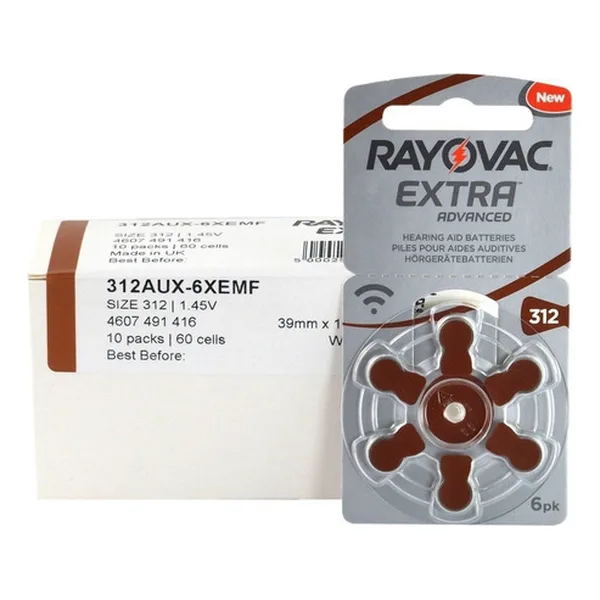 312AUX-6XEMF
SIZE 312 | 1.45V
4607 491 416
10 packs | 60 cells
Made in UK
Best Before:
RAYOVAC
EXTRA
312AUX-6XEMF
SIZE 312 | 1.45V
4607 491 416
10 packs | 60 cells
Best Before:
39mm x 1
W
New
RAYOVAC
EXTRA
ADVANCED
HEARING AID BATTERIES
PILES POUR AIDES AUDITIVES
HÖRGERÄTEBATTERIEN
312
6pk